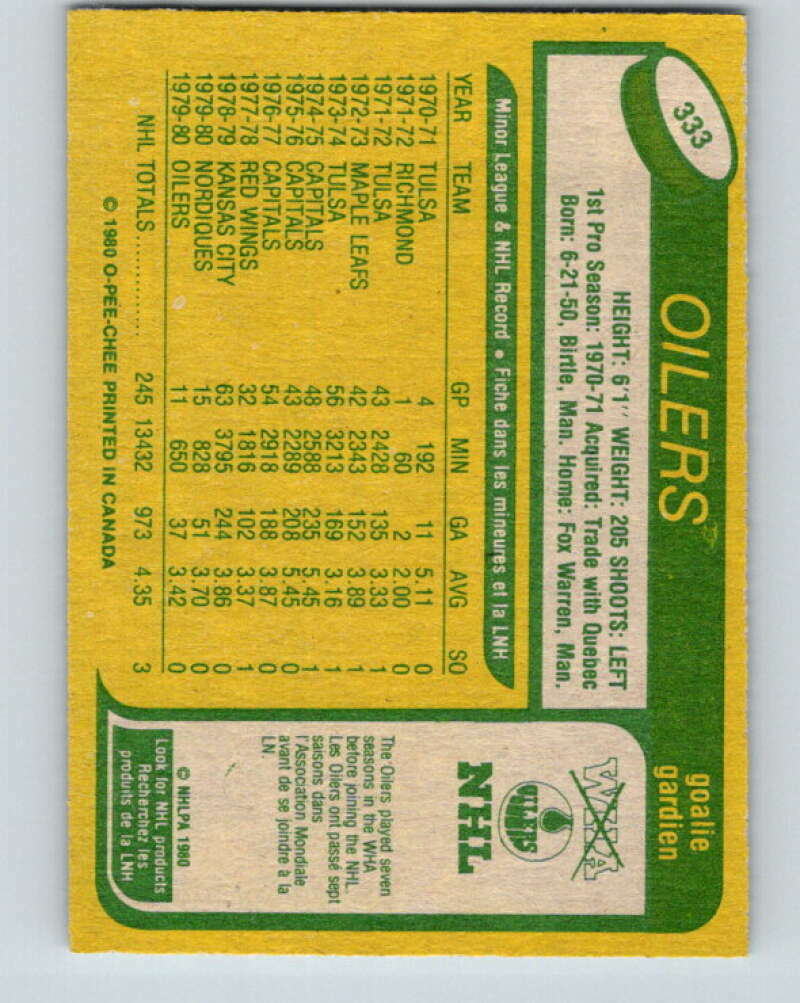 333
OILERS
goalie
gardien
HEIGHT: 6'1" WEIGHT: 205 SHOOTS: LEFT
1st Pro Season: 1970-71 Acquired: Trade with Quebec
Born: 6-21-50, Birtle, Man. Home: Fox Warren, Man.
Minor League & NHL Record • Fiche dans les mineures et la LNH
YEAR TEAM GP MIN GA AVG SO
1970-71 TULSA 4 192 11 5.11 0
1971-72 RICHMOND 1 60 2 2.00 0
1971-72 TULSA 43 2428 135 3.33 1
1972-73 MAPLE LEAFS 42 2343 152 3.89 1
1973-74 TULSA 56 3213 169 3.16 1
1974-75 CAPITALS 48 2588 235 5.45 1
1975-76 CAPITALS 43 2289 208 5.45 0
1976-77 CAPITALS 54 2918 188 3.87 0
1977-78 RED WINGS 32 1816 102 3.37 1
1978-79 KANSAS CITY 63 3795 244 3.86 0
1979-80 NORDIQUES 15 828 51 3.70 0
1979-80 OILERS 11 650 37 3.42 0
NHL TOTALS............. 245 13432 973 4.35 3
© 1980 O-PEE-CHEE PRINTED IN CANADA
WHA
OILERS
NHL
The Oilers played seven
seasons in the WHA
before joining the NHL.
Les Oilers ont passé sept
saisons dans
l'Association Mondiale
avant de se joindre à la
LN.
© NHLPA 1980
Look for NHL products
Recherchez les
produits de la LNH